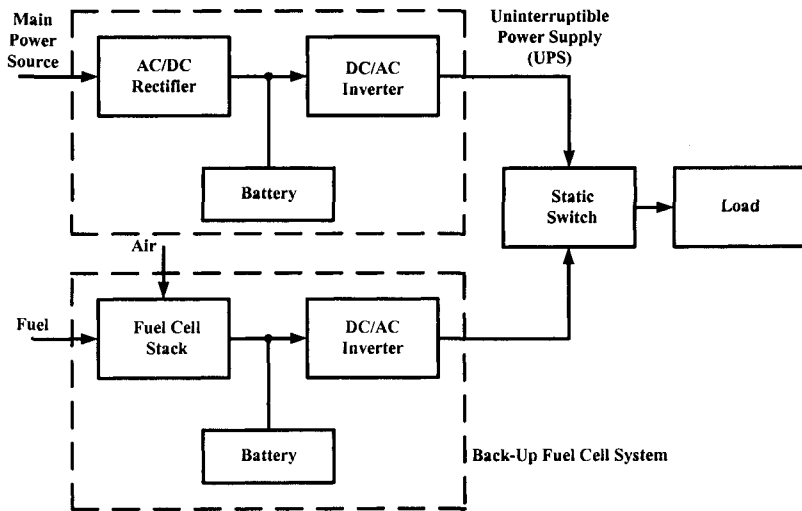 Main
Power
Source
AC/DC
Rectifier
DC/AC
Inverter
Uninterruptible
Power Supply
(UPS)
Battery
Static
Switch
Load
Air
Fuel
Fuel Cell
Stack
DC/AC
Inverter
Battery
Back-Up Fuel Cell System